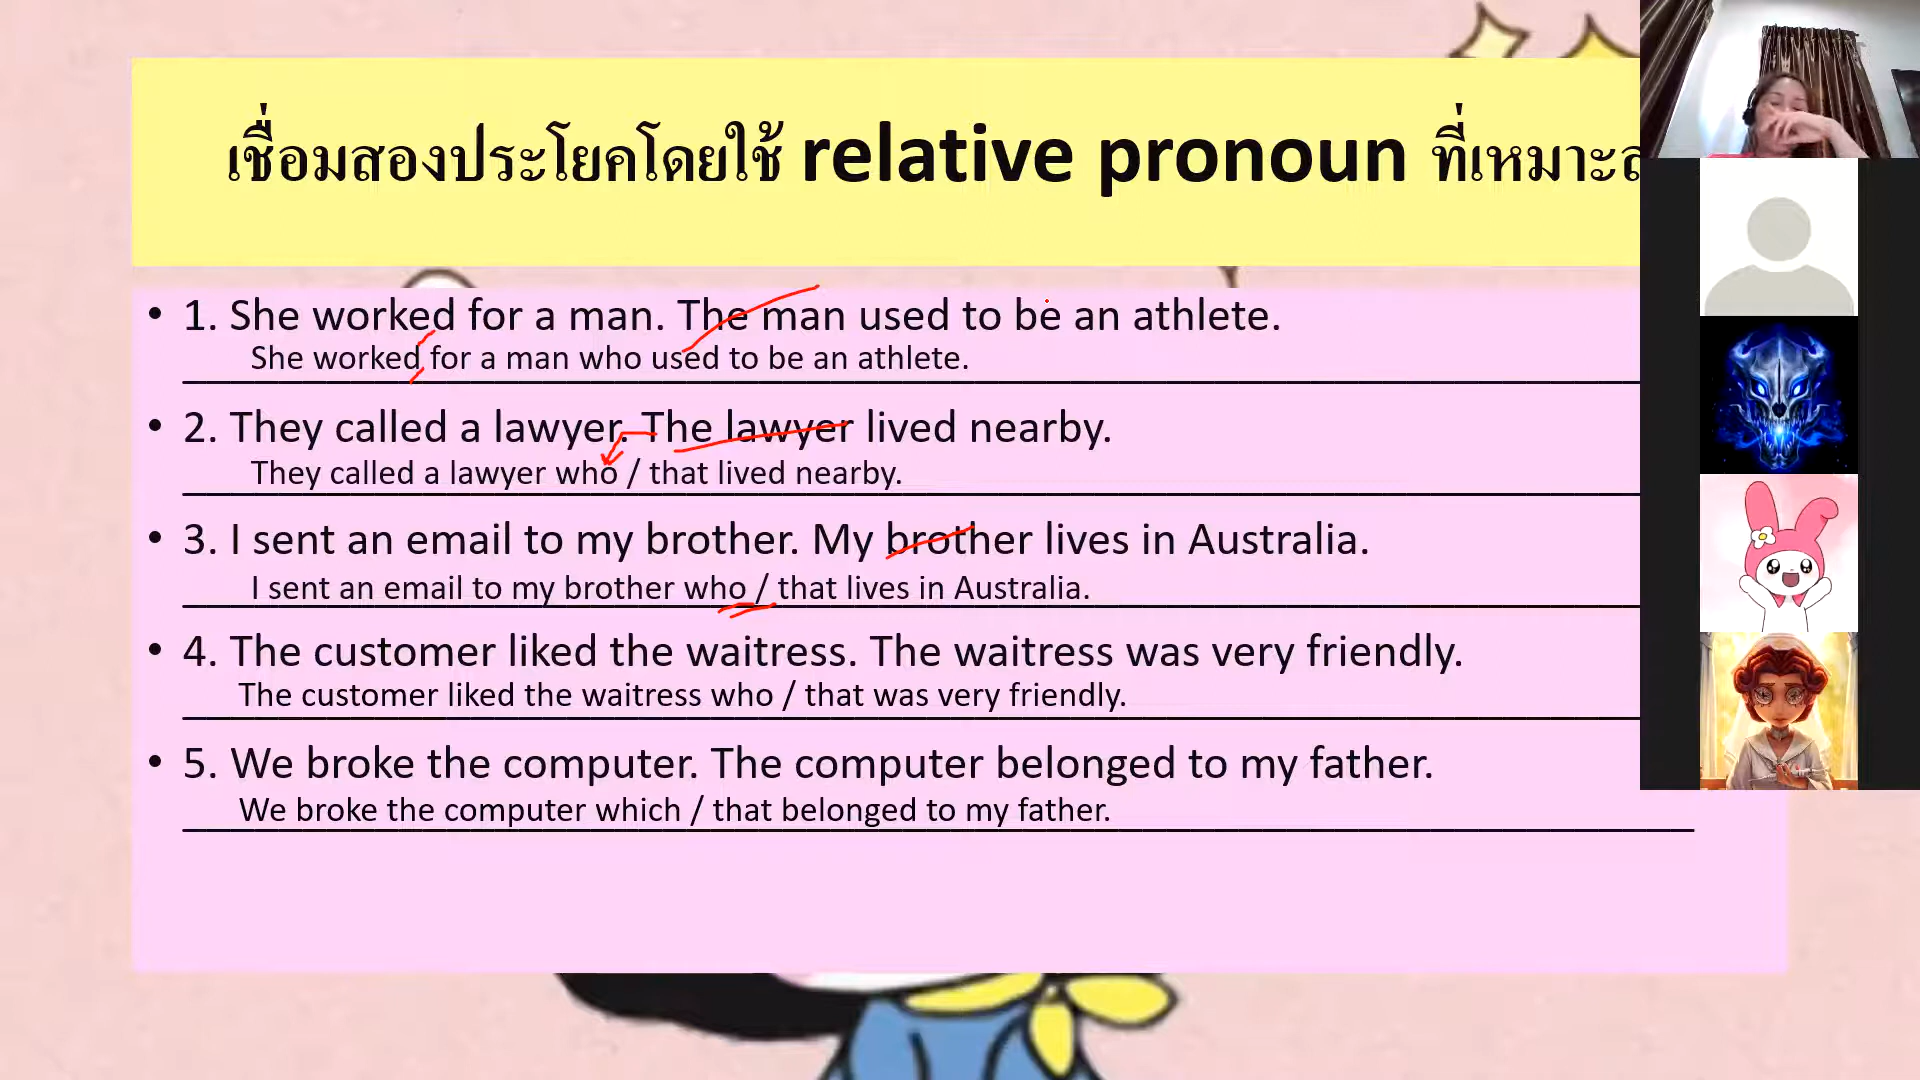 เชื่อมสองประโยคโดยใช้ relative pronoun ที่เหมาะส
• 1. She worked for a man. The man used to be an athlete.
She worked for a man who used to be an athlete.
• 2. They called a lawyer. The lawyer lived nearby.
They called a lawyer who / that lived nearby.
• 3. I sent an email to my brother. My brother lives in Australia.
I sent an email to my brother who / that lives in Australia.
• 4. The customer liked the waitress. The waitress was very friendly.
The customer liked the waitress who / that was very friendly.
• 5. We broke the computer. The computer belonged to my father.
We broke the computer which / that belonged to my father.